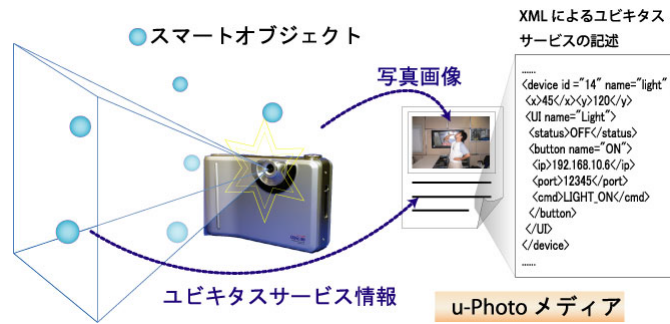 XMLによるユビキタス
サービスの記述
スマートオブジェクト
写真画像
......
<device id ="14" name="light"
<x>45</x><y>120</y>
<UI name="Light">
<status>OFF</status>
<button name="ON">
<ip>192.168.10.6</ip>
<port>12345</port>
<cmd>LIGHT_ON</cmd>
</button>
</UI>
</device>
......
ユビキタスサービス情報
u-Photo メディア